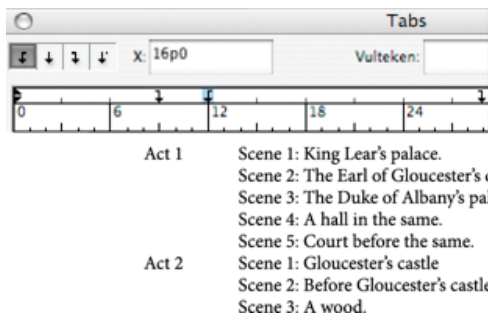 Tabs
X: 16p0 Vulteken:
0 6 12 18 24
Act 1 Scene 1: King Lear's palace.
Scene 2: The Earl of Gloucester's
Scene 3: The Duke of Albany's
Scene 4: A hall in the same.
Scene 5: Court before the same.
Act 2 Scene 1: Gloucester's castle
Scene 2: Before Gloucester's castle
Scene 3: A wood.